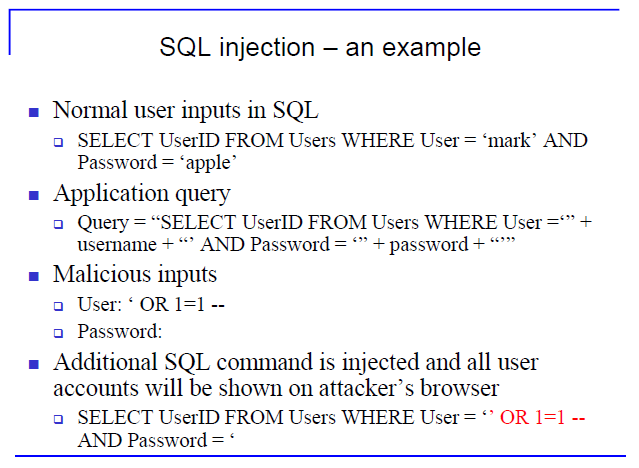 SQL injection – an example
Normal user inputs in SQL
SELECT UserID FROM Users WHERE User = ‘mark’ AND
Password = ‘apple’
Application query
Query = “SELECT UserID FROM Users WHERE User =‘” +
username + “’ AND Password = ‘” + password + “’”
Malicious inputs
User: ‘ OR 1=1 --
Password:
Additional SQL command is injected and all user
accounts will be shown on attacker’s browser
SELECT UserID FROM Users WHERE User = ‘’ OR 1=1 --
AND Password = ‘